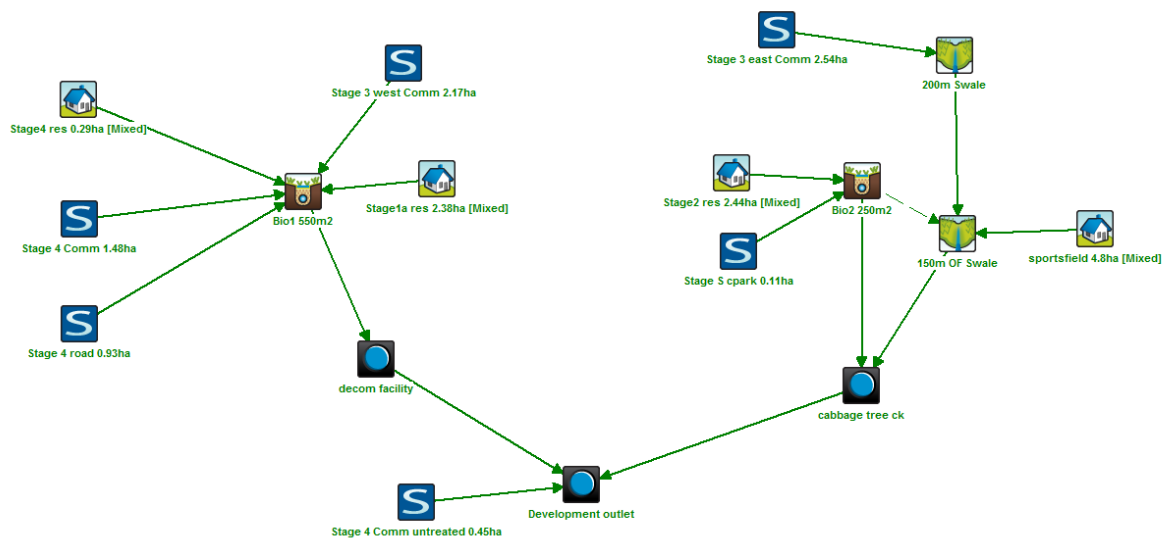 Stage 3 east Comm 2.54ha
200m Swale
Stage 3 west Comm 2.17ha
Stage4 res 0.29ha [Mixed]
Stage2 res 2.44ha [Mixed]
Stage1a res 2.38ha [Mixed]
Bio2 250m2
Bio1 550m2
Stage 4 Comm 1.48ha
150m OF Swale
sportsfield 4.8ha [Mixed]
Stage S cpark 0.11ha
Stage 4 road 0.93ha
decom facility
cabbage tree ck
Development outlet
Stage 4 Comm untreated 0.45ha